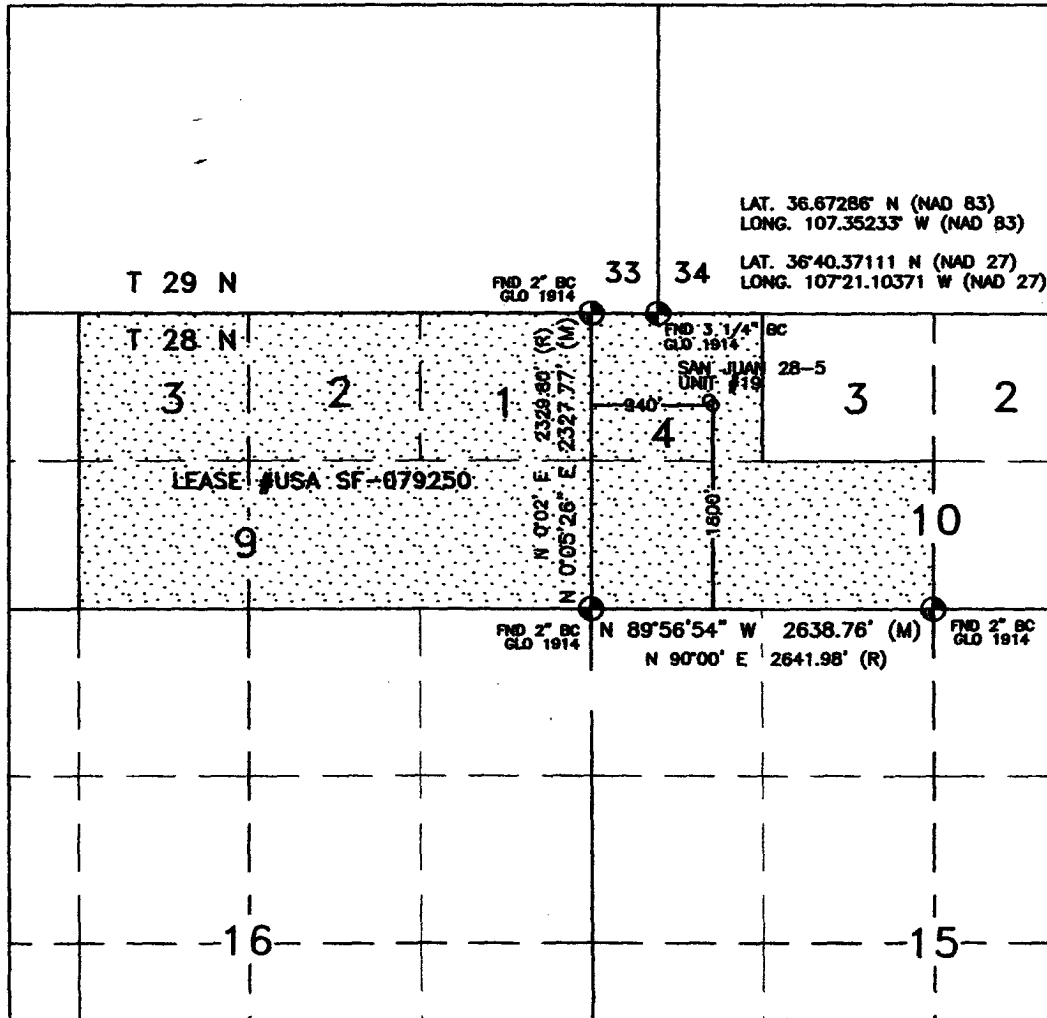 LAT. 36.67286° N (NAD 83)
LONG. 107.35233° W (NAD 83)
LAT. 36°40.37111 N (NAD 27)
LONG. 107°21.10371 W (NAD 27)
33
34
FND 2" BC
GLO 1914
T 29 N
T 28 N
FND 3 1/4" BC
GLO 1914
SAN JUAN 28-5
UNIT #19
3
2
1
4
3
2
940'
N 0°02' E 2329.80' (R)
N 0°05'26" E 2327.77' (M)
1800'
LEASE #USA SF-079250
9
10
FND 2" BC
GLO 1914
N 89°56'54" W 2638.76' (M)
N 90°00' E 2641.98' (R)
FND 2" BC
GLO 1914
16
15